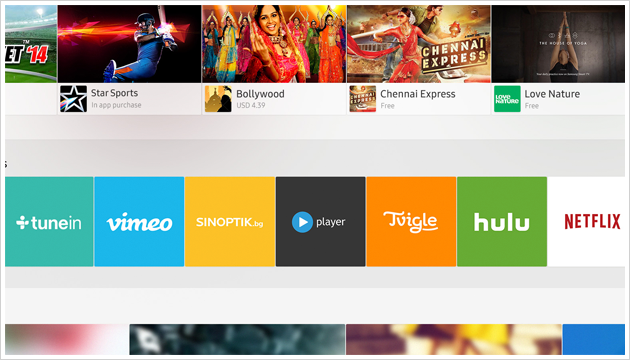 ET '14™
CHENNAI
EXPRESS
THE HOUSE OF YOGA
Star Sports
In app purchase
Bollywood
USD 4.39
Chennai Express
Free
LOVE
NATURE
Love Nature
Free
s
tunein
vimeo
SINOPTIK.bg
player
Tvigle
hulu
NETFLIX